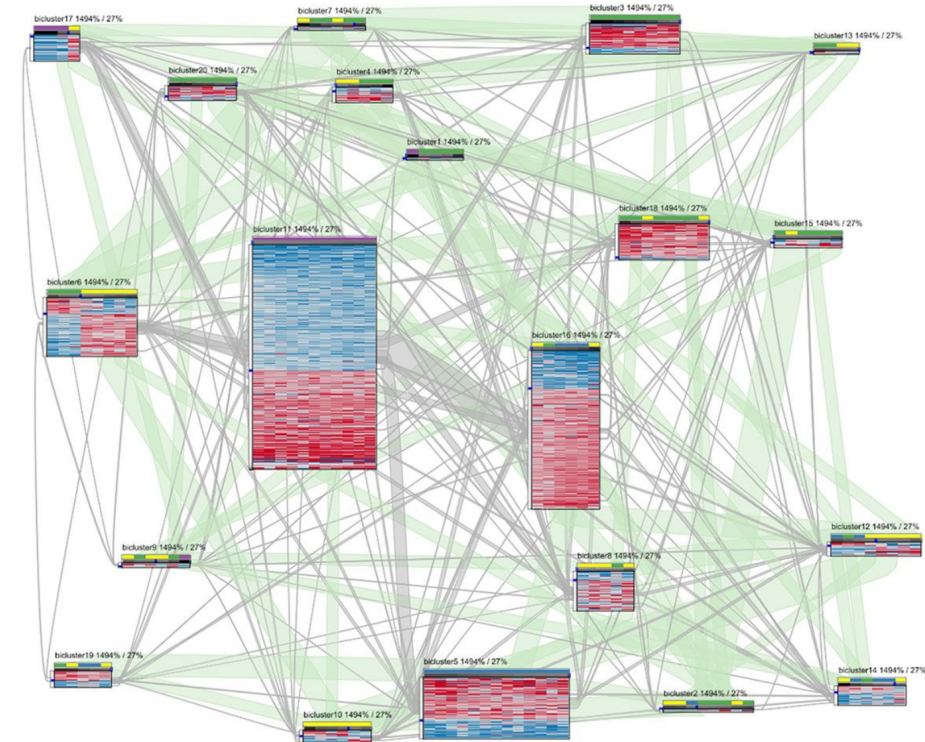 bicluster7 1494% / 27%
bicluster3 1494% / 27%
bicluster17 1494% / 27%
bicluster13 1494% / 27%
bicluster20 1494% / 27%
bicluster4 1494% / 27%
bicluster1 1494% / 27%
bicluster18 1494% / 27%
bicluster15 1494% / 27%
bicluster11 1494% / 27%
bicluster6 1494% / 27%
bicluster16 1494% / 27%
bicluster12 1494% / 27%
bicluster9 1494% / 27%
bicluster8 1494% / 27%
bicluster19 1494% / 27%
bicluster5 1494% / 27%
bicluster14 1494% / 27%
bicluster2 1494% / 27%
bicluster10 1494% / 27%